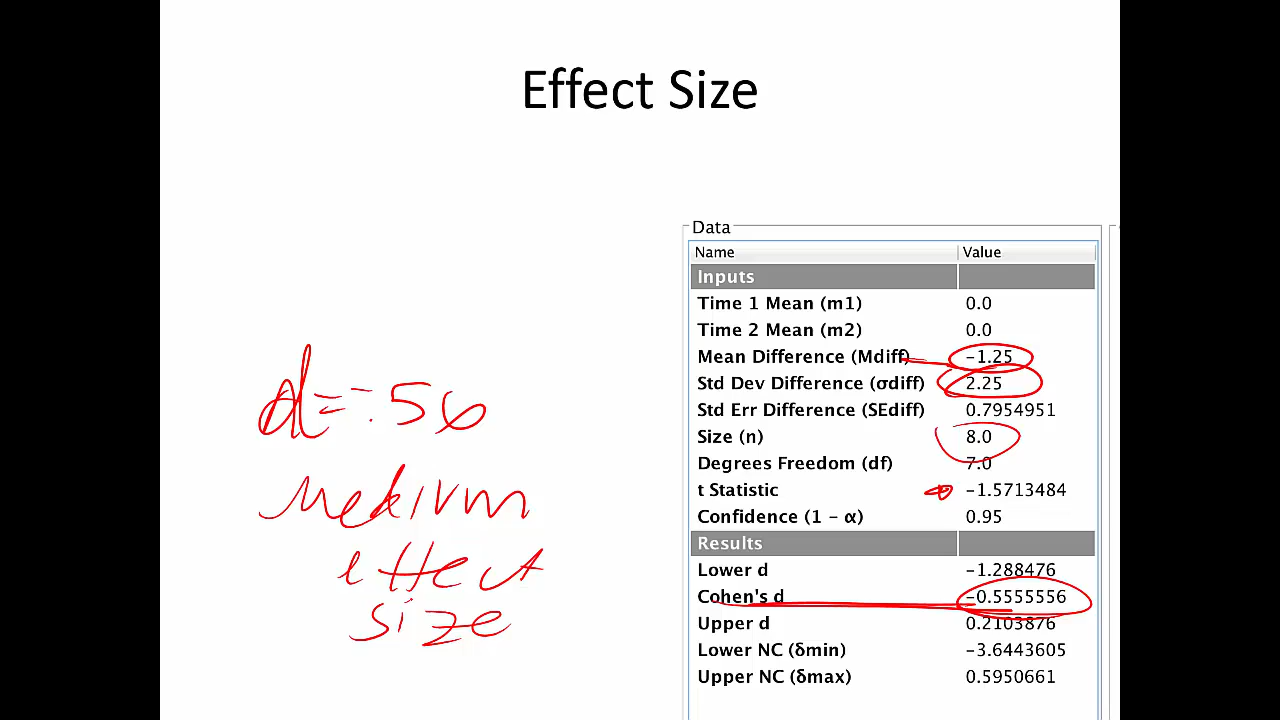 Effect Size
Data
Name Value
Inputs
Time 1 Mean (m1) 0.0
Time 2 Mean (m2) 0.0
Mean Difference (Mdiff) -1.25
Std Dev Difference (σdiff) 2.25
Std Err Difference (SEdiff) 0.7954951
Size (n) 8.0
Degrees Freedom (df) 7.0
t Statistic -1.5713484
Confidence (1 - α) 0.95
Results
Lower d -1.288476
Cohen's d -0.5555556
Upper d 0.2103876
Lower NC (δmin) -3.6443605
Upper NC (δmax) 0.5950661
d = -.56
Medium
effect
size